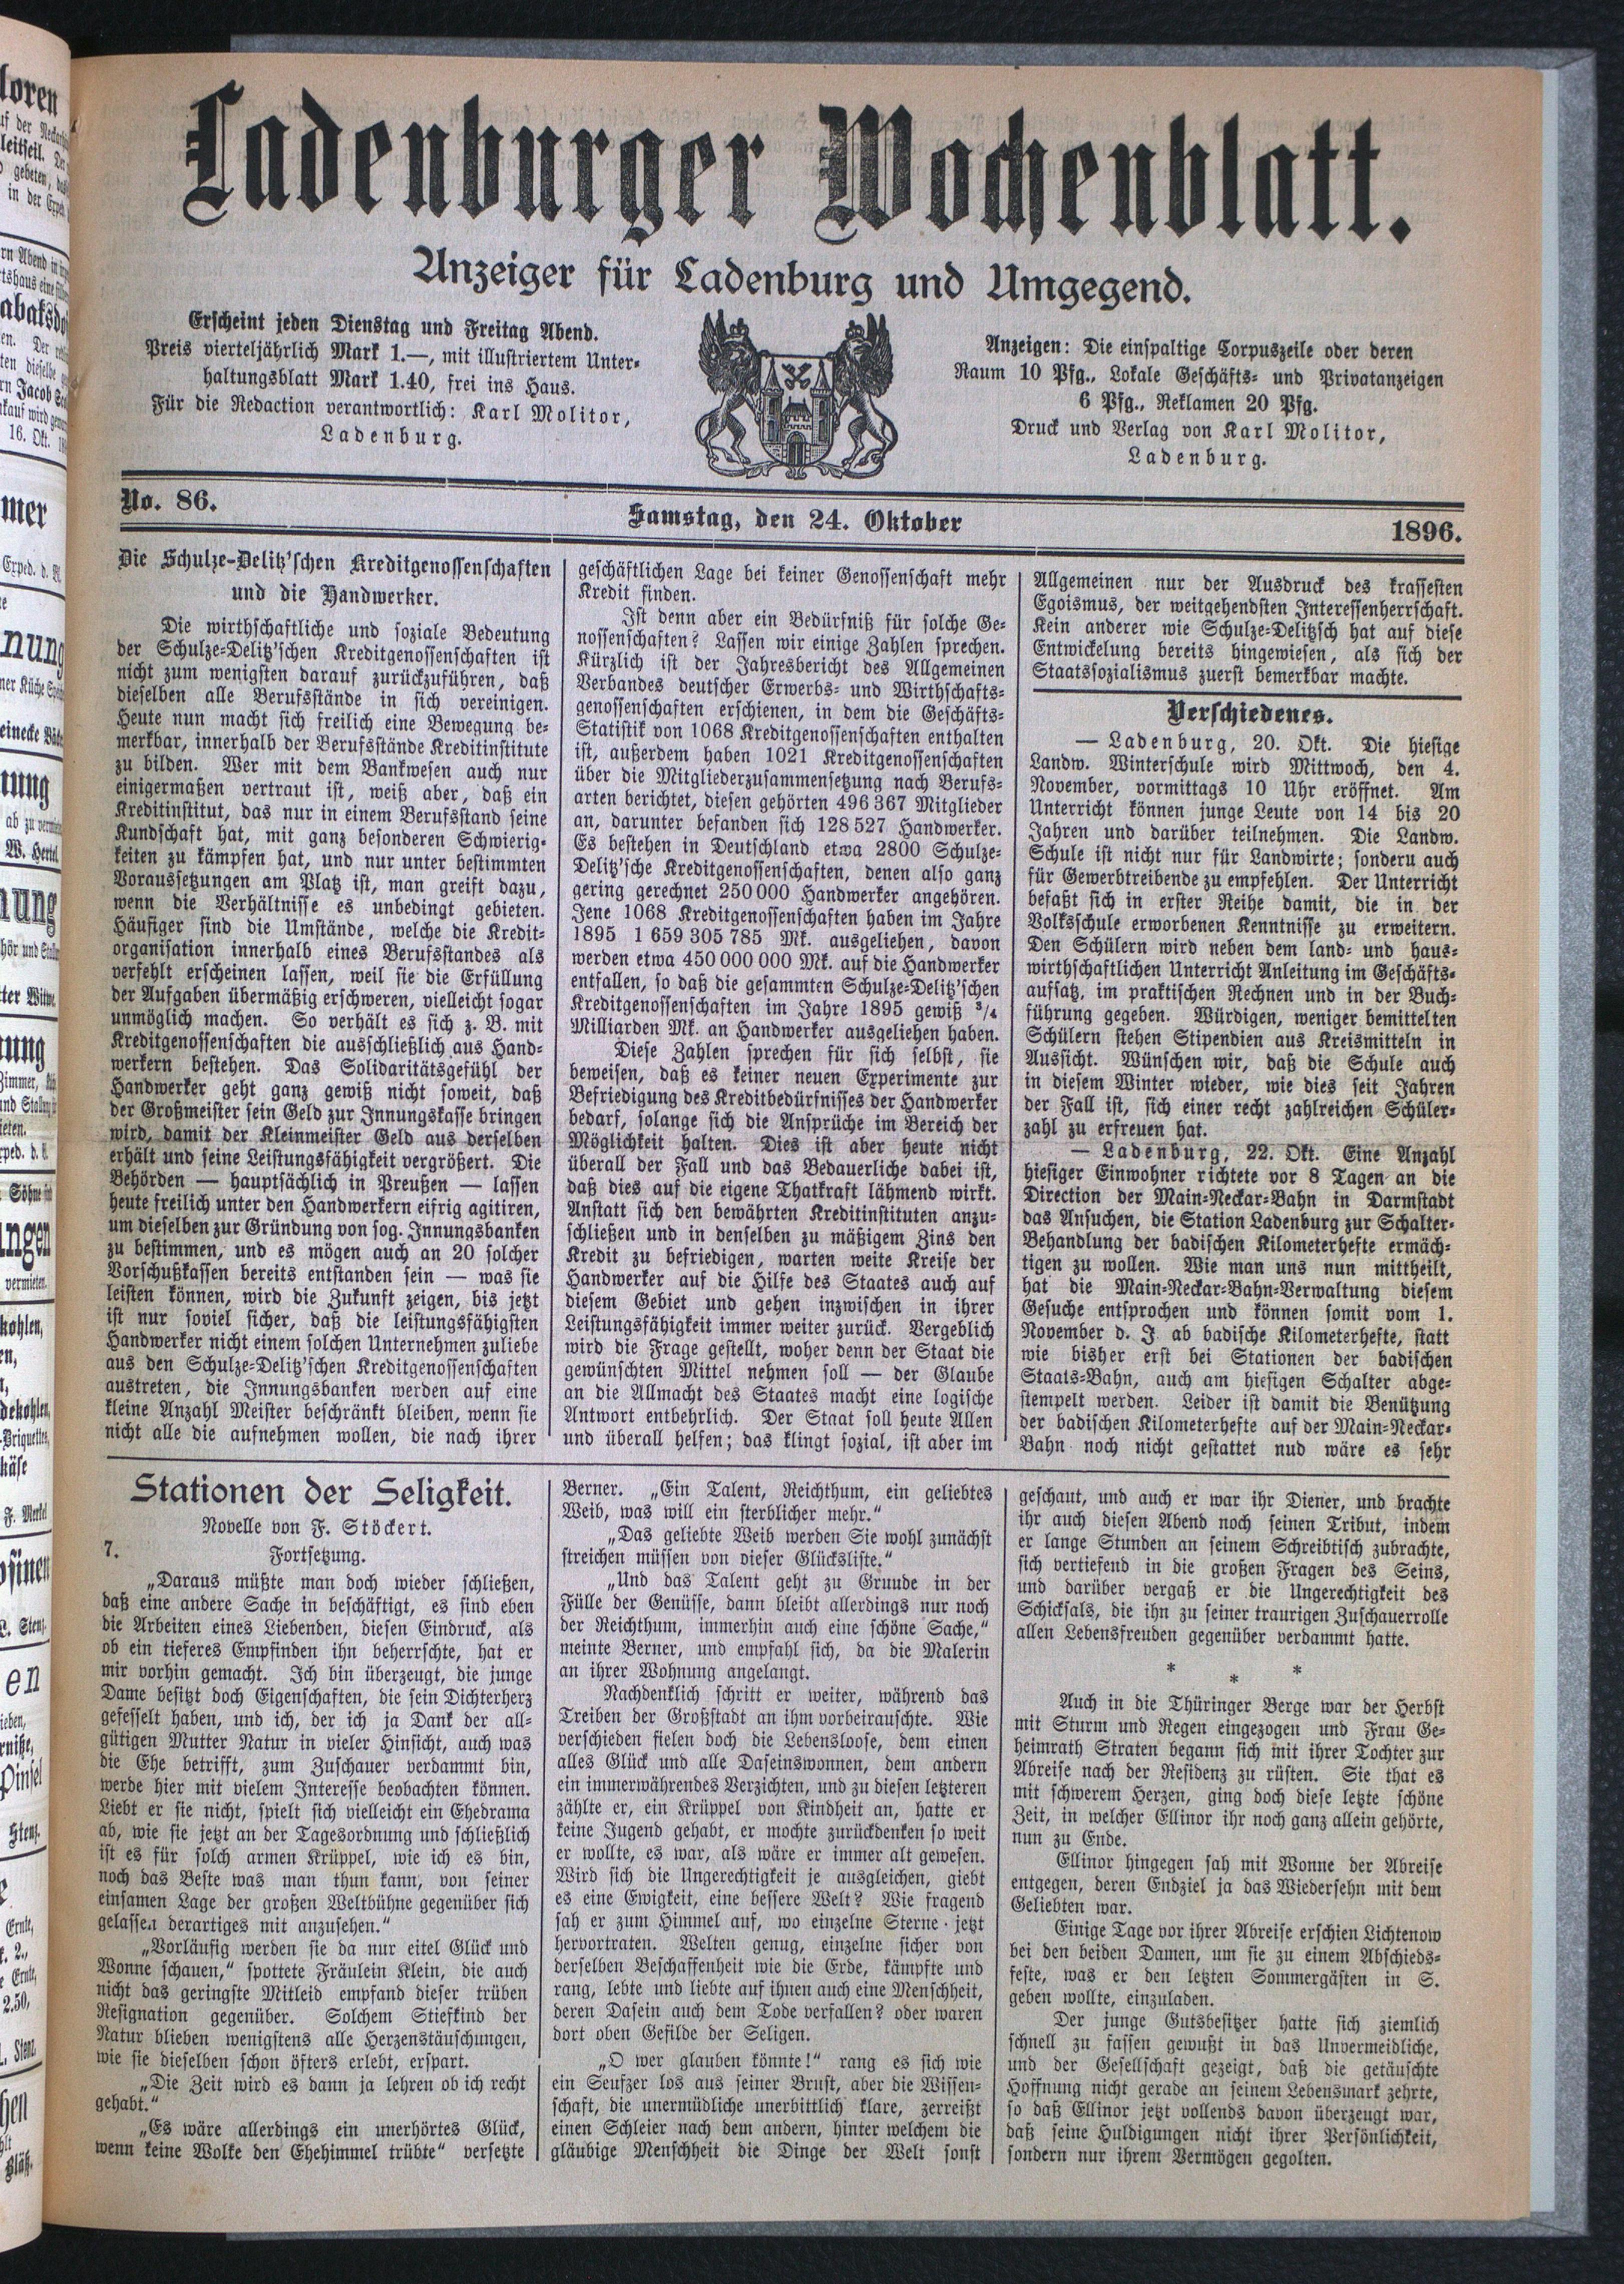 Ladenburger Wochenblatt.
Anzeiger für Ladenburg und Umgegend.
Erscheint jeden Dienstag und Freitag Abend.
Preis vierteljährlich Mark 1.—, mit illustriertem Unter-
haltungsblatt Mark 1.40, frei ins Haus.
Für die Redaction verantwortlich: Karl Molitor,
Ladenburg.
Anzeigen: Die einspaltige Corpuszeile oder deren
Raum 10 Pfg., Lokale Geschäfts- und Privatanzeigen
6 Pfg., Reklamen 20 Pfg.
Druck und Verlag von Karl Molitor,
Ladenburg.
No. 86.
Samstag, den 24. Oktober
1896.
Die Schulze-Delitz'schen Kreditgenossenschaften
und die Handwerker.
Die wirthschaftliche und soziale Bedeutung
der Schulze-Delitz'schen Kreditgenossenschaften ist
nicht zum wenigsten darauf zurückzuführen, daß
dieselben alle Berufsstände in sich vereinigen.
Heute nun macht sich freilich eine Bewegung be-
merkbar, innerhalb der Berufsstände Kreditinstitute
zu bilden. Wer mit dem Bankwesen auch nur
einigermaßen vertraut ist, weiß aber, daß ein
Kreditinstitut, das nur in einem Berufsstand seine
Kundschaft hat, mit ganz besonderen Schwierig-
keiten zu kämpfen hat, und nur unter bestimmten
Voraussetzungen am Platz ist, man greift dazu,
wenn die Verhältnisse es unbedingt gebieten.
Häufiger sind die Umstände, welche die Kredit-
organisation innerhalb eines Berufsstandes als
verfehlt erscheinen lassen, weil sie die Erfüllung
der Aufgaben übermäßig erschweren, vielleicht sogar
unmöglich machen. So verhält es sich z. B. mit
Kreditgenossenschaften die ausschließlich aus Hand-
werkern bestehen. Das Solidaritätsgefühl der
Handwerker geht ganz gewiß nicht soweit, daß
der Großmeister sein Geld zur Innungskasse bringen
wird, damit der Kleinmeister Geld aus derselben
erhält und seine Leistungsfähigkeit vergrößert. Die
Behörden — hauptsächlich in Preußen — lassen
heute freilich unter den Handwerkern eifrig agitiren,
um dieselben zur Gründung von sog. Innungsbanken
zu bestimmen, und es mögen auch an 20 solcher
Vorschußkassen bereits entstanden sein — was sie
leisten können, wird die Zukunft zeigen, bis jetzt
ist nur soviel sicher, daß die leistungsfähigsten
Handwerker nicht einem solchen Unternehmen zuliebe
aus den Schulze-Delitz'schen Kreditgenossenschaften
austreten, die Innungsbanken werden auf eine
kleine Anzahl Meister beschränkt bleiben, wenn sie
nicht alle die aufnehmen wollen, die nach ihrer
geschäftlichen Lage bei keiner Genossenschaft mehr
Kredit finden.
Ist denn aber ein Bedürfniß für solche Ge-
nossenschaften? Lassen wir einige Zahlen sprechen.
Kürzlich ist der Jahresbericht des Allgemeinen
Verbandes deutscher Erwerbs- und Wirthschafts-
genossenschaften erschienen, in dem die Geschäfts-
Statistik von 1068 Kreditgenossenschaften enthalten
ist, außerdem haben 1021 Kreditgenossenschaften
über die Mitgliederzusammensetzung nach Berufs-
arten berichtet, diesen gehörten 496 367 Mitglieder
an, darunter befanden sich 128 527 Handwerker.
Es bestehen in Deutschland etwa 2800 Schulze-
Delitz'sche Kreditgenossenschaften, denen also ganz
gering gerechnet 250 000 Handwerker angehören.
Jene 1068 Kreditgenossenschaften haben im Jahre
1895 1 659 305 785 Mk. ausgeliehen, davon
werden etwa 450 000 000 Mk. auf die Handwerker
entfallen, so daß die gesammten Schulze-Delitz'schen
Kreditgenossenschaften im Jahre 1895 gewiß ¾
Milliarden Mk. an Handwerker ausgeliehen haben.
Diese Zahlen sprechen für sich selbst, sie
beweisen, daß es keiner neuen Experimente zur
Befriedigung des Kreditbedürfnisses der Handwerker
bedarf, solange sich die Ansprüche im Bereich der
Möglichkeit halten. Dies ist aber heute nicht
überall der Fall und das Bedauerliche dabei ist,
daß dies auf die eigene Thatkraft lähmend wirkt.
Anstatt sich den bewährten Kreditinstituten anzu-
schließen und in denselben zu mäßigem Zins den
Kredit zu befriedigen, warten weite Kreise der
Handwerker auf die Hilfe des Staates auch auf
diesem Gebiet und gehen inzwischen in ihrer
Leistungsfähigkeit immer weiter zurück. Vergeblich
wird die Frage gestellt, woher denn der Staat die
gewünschten Mittel nehmen soll — der Glaube
an die Allmacht des Staates macht eine logische
Antwort entbehrlich. Der Staat soll heute Allen
und überall helfen; das klingt sozial, ist aber im
Allgemeinen nur der Ausdruck des krassesten
Egoismus, der weitgehendsten Interessenherrschaft.
Kein anderer wie Schulze-Delitzsch hat auf diese
Entwickelung bereits hingewiesen, als sich der
Staatssozialismus zuerst bemerkbar machte.
Verschiedenes.
— Ladenburg, 20. Okt. Die hiesige
Landw. Winterschule wird Mittwoch, den 4.
November, vormittags 10 Uhr eröffnet. Am
Unterricht können junge Leute von 14 bis 20
Jahren und darüber teilnehmen. Die Landw.
Schule ist nicht nur für Landwirte; sonderu auch
für Gewerbtreibende zu empfehlen. Der Unterricht
befaßt sich in erster Reihe damit, die in der
Volksschule erworbenen Kenntnisse zu erweitern.
Den Schülern wird neben dem land- und haus-
wirthschaftlichen Unterricht Anleitung im Geschäfts-
aufsatz, im praktischen Rechnen und in der Buch-
führung gegeben. Würdigen, weniger bemittelten
Schülern stehen Stipendien aus Kreismitteln in
Aussicht. Wünschen wir, daß die Schule auch
in diesem Winter wieder, wie dies seit Jahren
der Fall ist, sich einer recht zahlreichen Schüler-
zahl zu erfreuen hat.
— Ladenburg, 22. Okt. Eine Anzahl
hiesiger Einwohner richtete vor 8 Tagen an die
Direction der Main-Neckar-Bahn in Darmstadt
das Ansuchen, die Station Ladenburg zur Schalter-
Behandlung der badischen Kilometerhefte ermäch-
tigen zu wollen. Wie man uns nun mittheilt,
hat die Main-Neckar-Bahn-Verwaltung diesem
Gesuche entsprochen und können somit vom 1.
November d. J. ab badische Kilometerhefte, statt
wie bisher erst bei Stationen der badischen
Staats-Bahn, auch am hiesigen Schalter abge-
stempelt werden. Leider ist damit die Benützung
der badischen Kilometerhefte auf der Main-Neckar-
Bahn noch nicht gestattet nud wäre es sehr
Stationen der Seligkeit.
Novelle von F. Stöckert.
7. Fortsetzung.
„Daraus müßte man doch wieder schließen,
daß eine andere Sache in beschäftigt, es sind eben
die Arbeiten eines Liebenden, diesen Eindruck, als
ob ein tieferes Empfinden ihn beherrschte, hat er
mir vorhin gemacht. Ich bin überzeugt, die junge
Dame besitzt doch Eigenschaften, die sein Dichterherz
gefesselt haben, und ich, der ich ja Dank der all-
gütigen Mutter Natur in vieler Hinsicht, auch was
die Ehe betrifft, zum Zuschauer verdammt bin,
werde hier mit vielem Interesse beobachten können.
Liebt er sie nicht, spielt sich vielleicht ein Ehedrama
ab, wie sie jetzt an der Tagesordnung und schließlich
ist es für solch armen Krüppel, wie ich es bin,
noch das Beste was man thun kann, von seiner
einsamen Lage der großen Weltbühne gegenüber sich
gelassen derartiges mit anzusehen.“
„Vorläufig werden sie da nur eitel Glück und
Wonne schauen,“ spottete Fräulein Klein, die auch
nicht das geringste Mitleid empfand dieser trüben
Resignation gegenüber. Solchem Stiefkind der
Natur blieben wenigstens alle Herzenstäuschungen,
wie sie dieselben schon öfters erlebt, erspart.
„Die Zeit wird es dann ja lehren ob ich recht
gehabt.“
„Es wäre allerdings ein unerhörtes Glück,
wenn keine Wolke den Ehehimmel trübte“ versetzte
Berner. „Ein Talent, Reichthum, ein geliebtes
Weib, was will ein sterblicher mehr.“
„Das geliebte Weib werden Sie wohl zunächst
streichen müssen von dieser Glücksliste.“
„Und das Talent geht zu Gruude in der
Fülle der Genüsse, dann bleibt allerdings nur noch
der Reichthum, immerhin auch eine schöne Sache,“
meinte Berner, und empfahl sich, da die Malerin
an ihrer Wohnung angelangt.
Nachdenklich schritt er weiter, während das
Treiben der Großstadt an ihm vorbeirauschte. Wie
verschieden fielen doch die Lebensloose, dem einen
alles Glück und alle Daseinswonnen, dem andern
ein immerwährendes Verzichten, und zu diesen letzteren
zählte er, ein Krüppel von Kindheit an, hatte er
keine Jugend gehabt, er mochte zurückdenken so weit
er wollte, es war, als wäre er immer alt gewesen.
Wird sich die Ungerechtigkeit je ausgleichen, giebt
es eine Ewigkeit, eine bessere Welt? Wie fragend
sah er zum Himmel auf, wo einzelne Sterne jetzt
hervortraten. Welten genug, einzelne sicher von
derselben Beschaffenheit wie die Erde, kämpfte und
rang, lebte und liebte auf ihnen auch eine Menschheit,
deren Dasein auch dem Tode verfallen? oder waren
dort oben Gefilde der Seligen.
„O wer glauben könnte!“ rang es sich wie
ein Seufzer los aus seiner Brust, aber die Wissen-
schaft, die unermüdliche unerbittlich klare, zerreißt
einen Schleier nach dem andern, hinter welchem die
gläubige Menschheit die Dinge der Welt sonst
geschaut, und auch er war ihr Diener, und brachte
ihr auch diesen Abend noch seinen Tribut, indem
er lange Stunden an seinem Schreibtisch zubrachte,
sich vertiefend in die großen Fragen des Seins,
und darüber vergaß er die Ungerechtigkeit des
Schicksals, die ihn zu seiner traurigen Zuschauerrolle
allen Lebensfreuden gegenüber verdammt hatte.
* * *
Auch in die Thüringer Berge war der Herbst
mit Sturm und Regen eingezogen und Frau Ge-
heimrath Straten begann sich mit ihrer Tochter zur
Abreise nach der Residenz zu rüsten. Sie that es
mit schwerem Herzen, ging doch diese letzte schöne
Zeit, in welcher Ellinor ihr noch ganz allein gehörte,
nun zu Ende.
Ellinor hingegen sah mit Wonne der Abreise
entgegen, deren Endziel ja das Wiedersehn mit dem
Geliebten war.
Einige Tage vor ihrer Abreise erschien Lichtenow
bei den beiden Damen, um sie zu einem Abschieds-
feste, was er den letzten Sommergästen in S.
geben wollte, einzuladen.
Der junge Gutsbesitzer hatte sich ziemlich
schnell zu fassen gewußt in das Unvermeidliche,
und der Gesellschaft gezeigt, daß die getäuschte
Hoffnung nicht gerade an seinem Lebensmark zehrte,
so daß Ellinor jetzt vollends davon überzeugt war,
daß seine Huldigungen nicht ihrer Persönlichkeit,
sondern nur ihrem Vermögen gegolten.